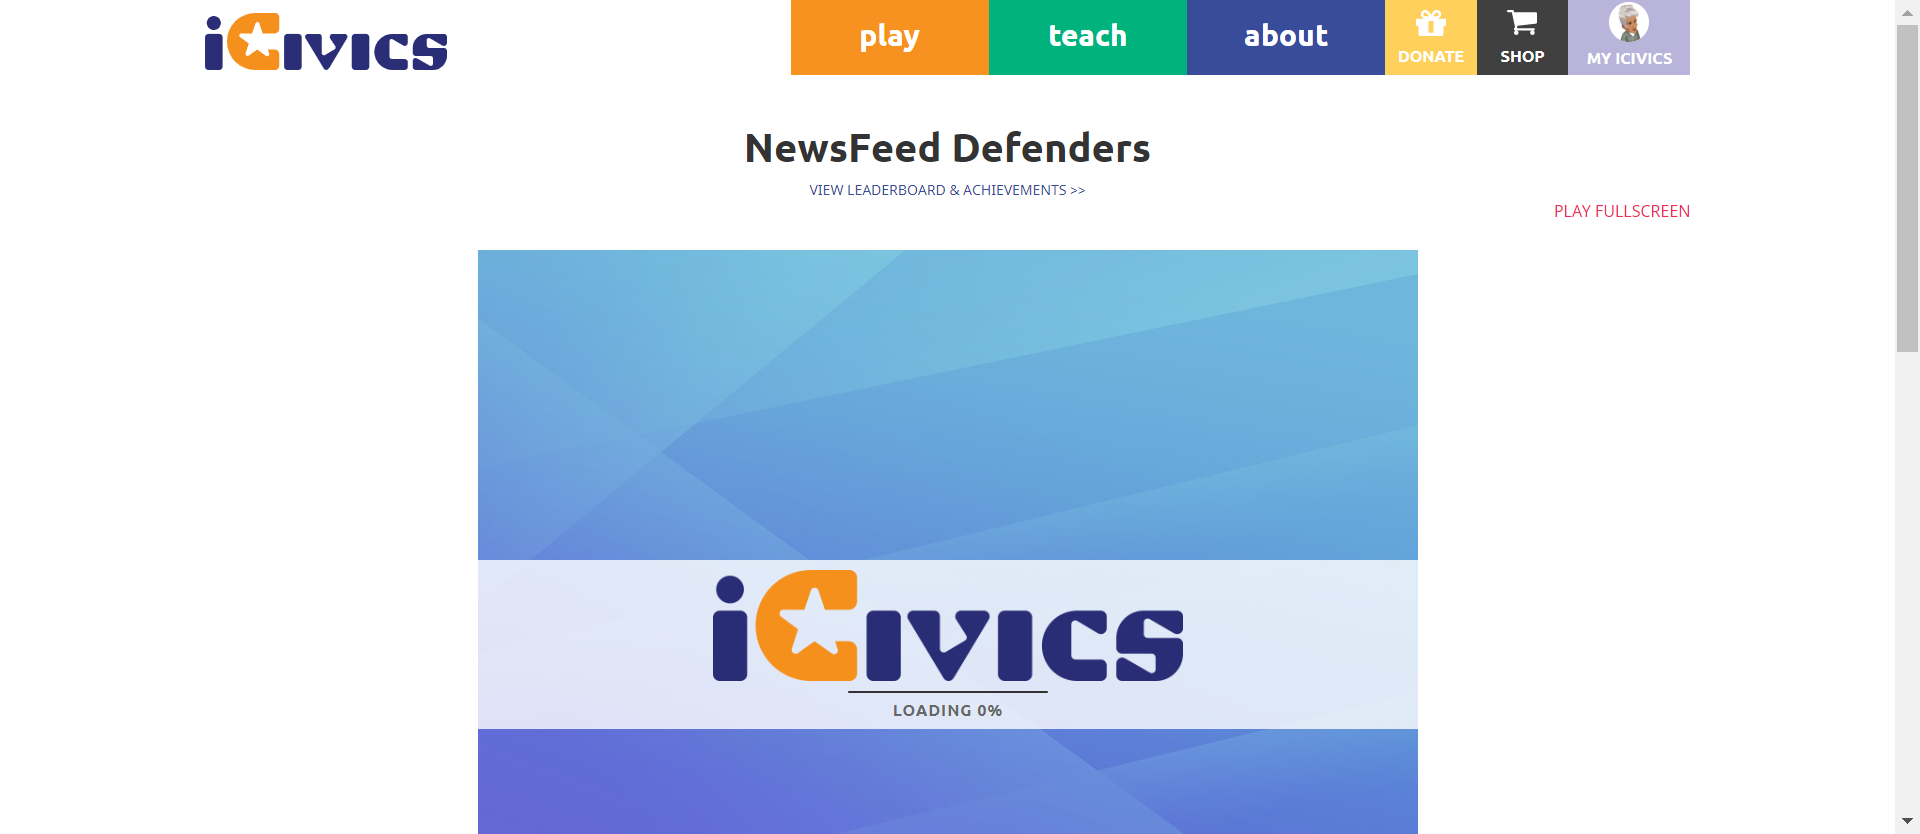 iCivics
play
teach
about
DONATE
SHOP
MY ICIVICS
NewsFeed Defenders
VIEW LEADERBOARD & ACHIEVEMENTS >>
PLAY FULLSCREEN
iCivics
LOADING 0%